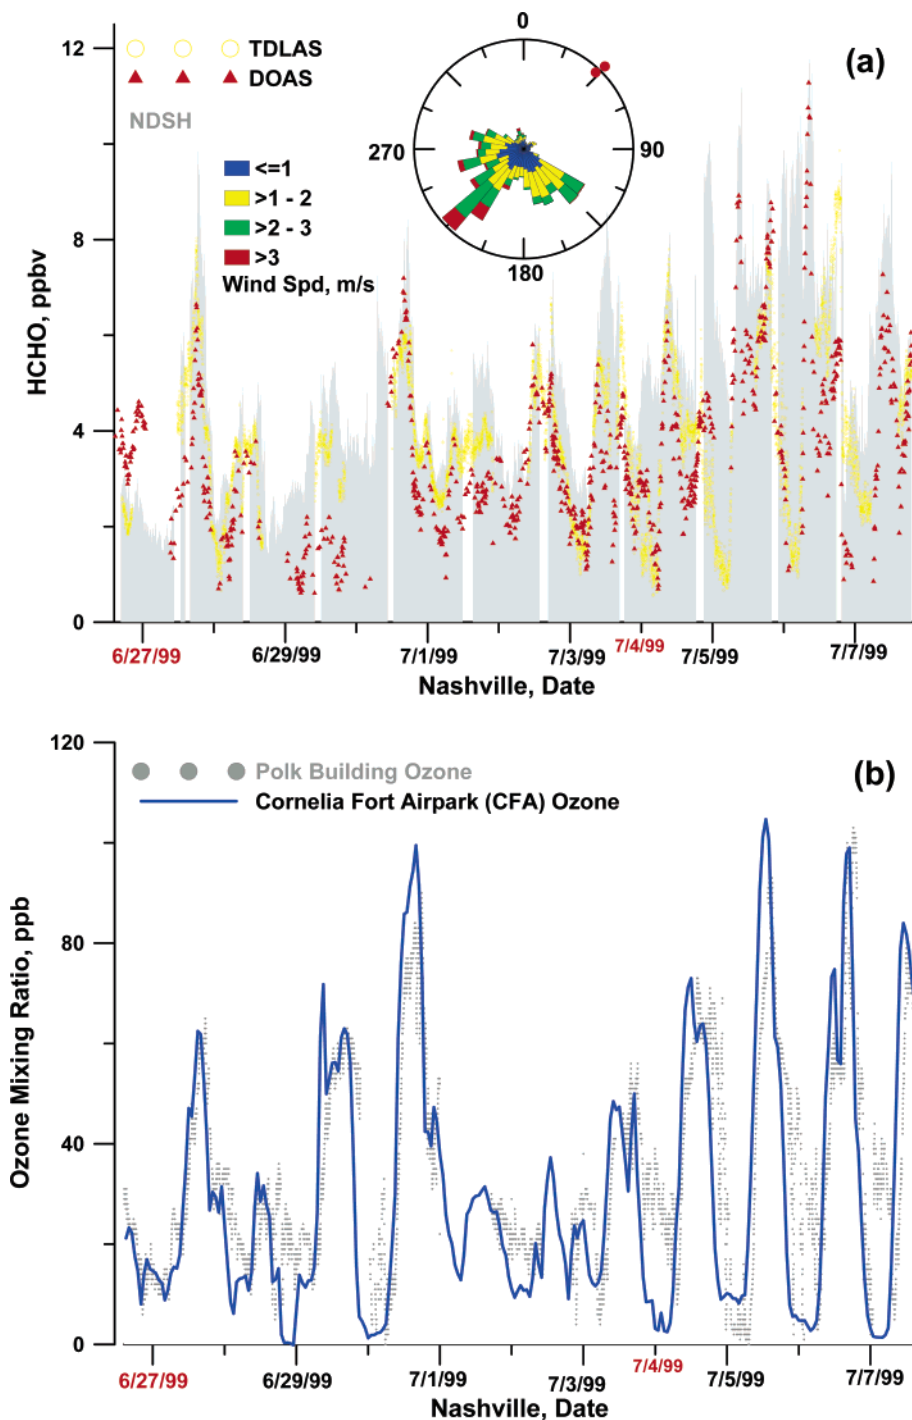 0
12
TDLAS
(a)
DOAS
NDSH
270
90
<=1
>1 - 2
8
>2 - 3
>3
180
Wind Spd, m/s
HCHO, ppbv
4
0
6/27/99
6/29/99
7/1/99
7/3/99
7/4/99
7/5/99
7/7/99
Nashville, Date
120
Polk Building Ozone
(b)
Cornelia Fort Airpark (CFA) Ozone
80
Ozone Mixing Ratio, ppb
40
0
6/27/99
6/29/99
7/1/99
7/3/99
7/4/99
7/5/99
7/7/99
Nashville, Date